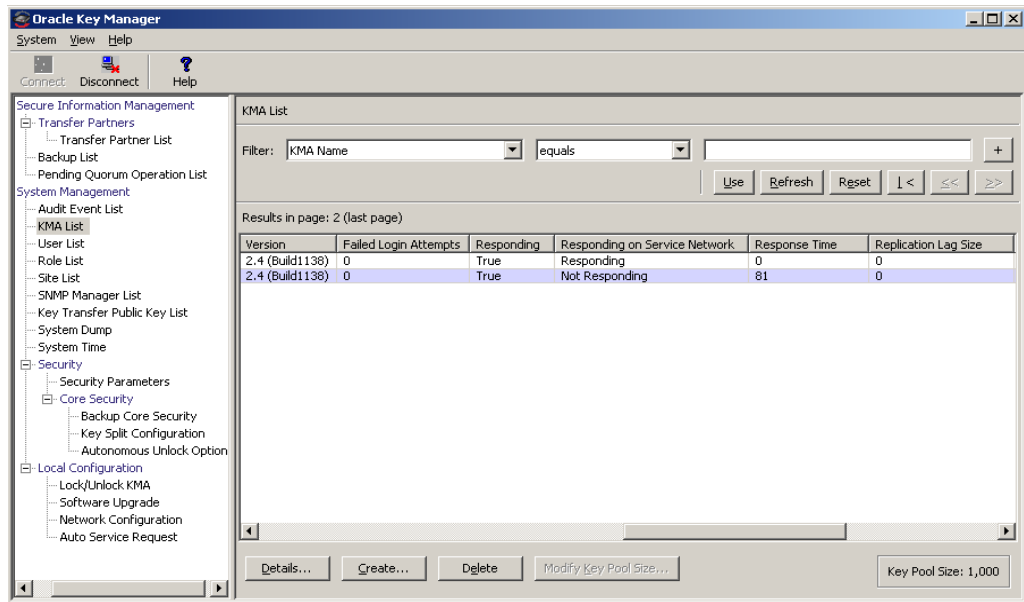 Oracle Key Manager
System View Help
Connect Disconnect Help
Secure Information Management
Transfer Partners
Transfer Partner List
Backup List
Pending Quorum Operation List
System Management
Audit Event List
KMA List
User List
Role List
Site List
SNMP Manager List
Key Transfer Public Key List
System Dump
System Time
Security
Security Parameters
Core Security
Backup Core Security
Key Split Configuration
Autonomous Unlock Option
Local Configuration
Lock/Unlock KMA
Software Upgrade
Network Configuration
Auto Service Request
KMA List
Filter: KMA Name equals +
Use Refresh Reset |< << >>
Results in page: 2 (last page)
Version Failed Login Attempts Responding Responding on Service Network Response Time Replication Lag Size
2.4 (Build1138) 0 True Responding 0 0
2.4 (Build1138) 0 True Not Responding 81 0
Details... Create... Delete Modify Key Pool Size... Key Pool Size: 1,000